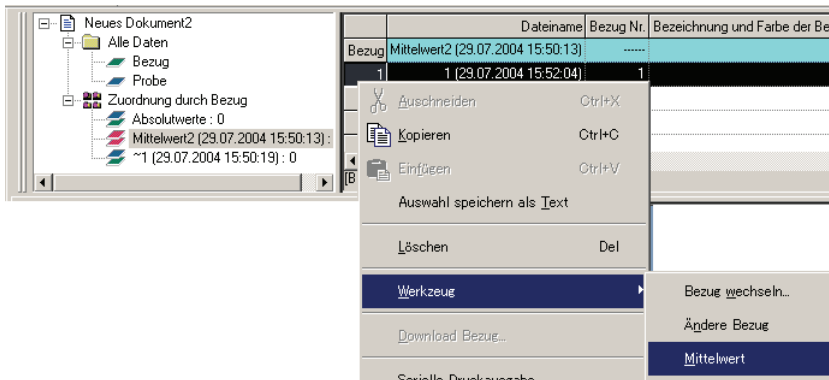 Neues Dokument2
Alle Daten
Bezug
Probe
Zuordnung durch Bezug
Absolutwerte : 0
Mittelwert2 (29.07.2004 15:50:13) :
~1 (29.07.2004 15:50:19) : 0
Dateiname Bezug Nr. Bezeichnung und Farbe der Be
Bezug Mittelwert2 (29.07.2004 15:50:13) ------
1 1 (29.07.2004 15:52:04) 1
[B
Auschneiden Ctrl+X
Kopieren Ctrl+C
Einfügen Ctrl+V
Auswahl speichern als Text
Löschen Del
Werkzeug
Download Bezug...
Serielle Druckausgabe
Bezug wechseln...
Ändere Bezug
Mittelwert